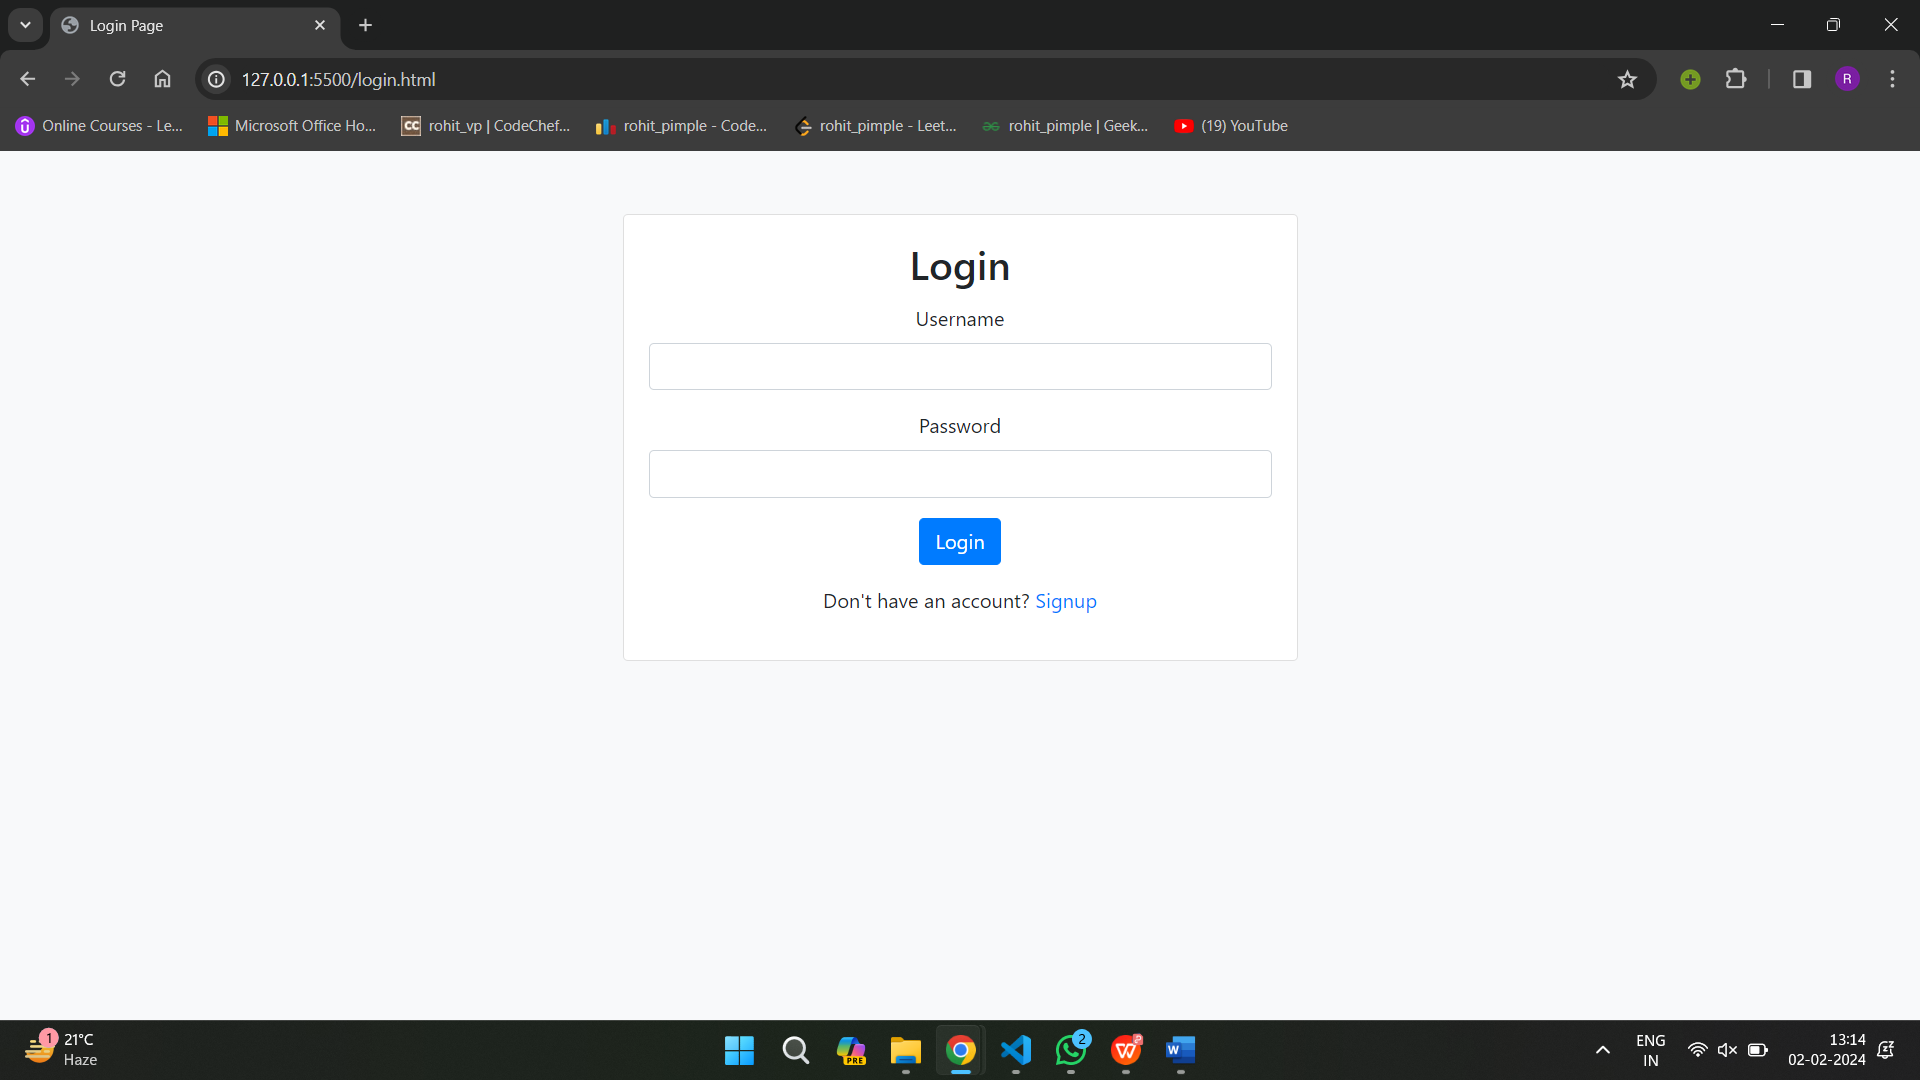 Login Page
127.0.0.1:5500/login.html
Online Courses - Le...
Microsoft Office Ho...
CC
rohit_vp | CodeChef...
rohit_pimple - Code...
rohit_pimple - Leet...
rohit_pimple | Geek...
(19) YouTube
R
Login
Username
Password
Login
Don't have an account? Signup
1
21°C
Haze
PRE
2
W
W
ENG
IN
13:14
02-02-2024